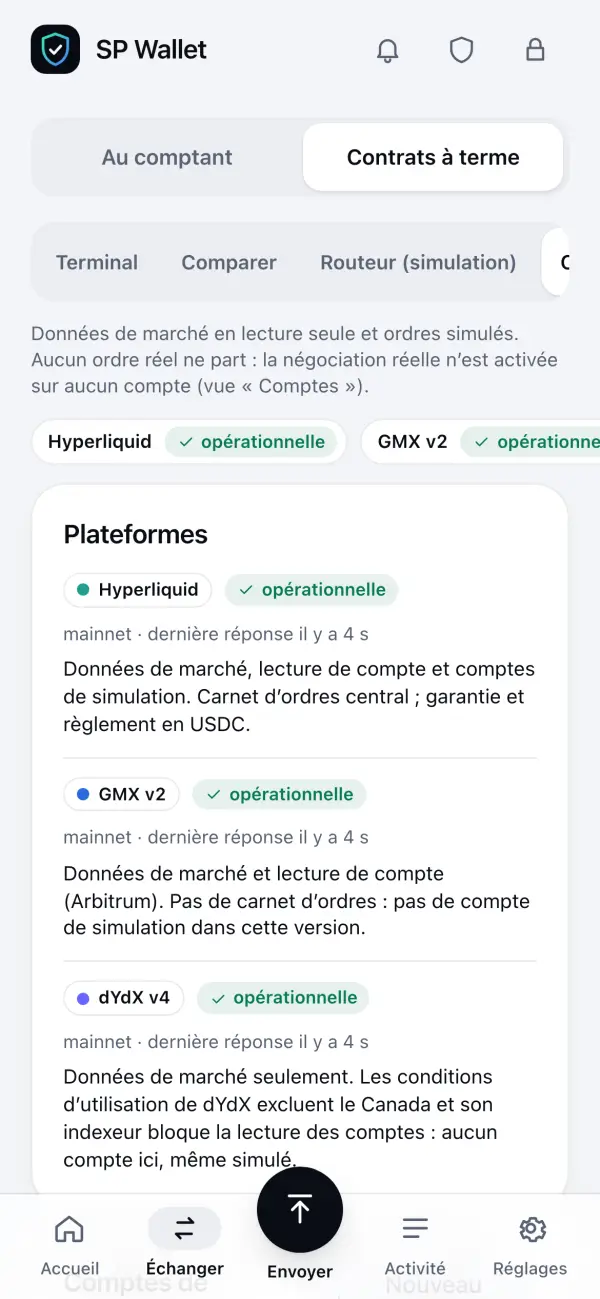 SP Wallet
Au comptant
Contrats à terme
Terminal
Comparer
Routeur (simulation)
Données de marché en lecture seule et ordres simulés.
Aucun ordre réel ne part : la négociation réelle n’est activée
sur aucun compte (vue « Comptes »).
Hyperliquid
opérationnelle
GMX v2
opérationne
Plateformes
Hyperliquid
opérationnelle
mainnet · dernière réponse il y a 4 s
Données de marché, lecture de compte et comptes
de simulation. Carnet d’ordres central ; garantie et
règlement en USDC.
GMX v2
opérationnelle
mainnet · dernière réponse il y a 4 s
Données de marché et lecture de compte
(Arbitrum). Pas de carnet d’ordres : pas de compte
de simulation dans cette version.
dYdX v4
opérationnelle
mainnet · dernière réponse il y a 4 s
Données de marché seulement. Les conditions
d’utilisation de dYdX excluent le Canada et son
indexeur bloque la lecture des comptes : aucun
compte ici, même simulé.
Accueil
Échanger
Envoyer
Activité
Réglages
Comptes de
Nouveau